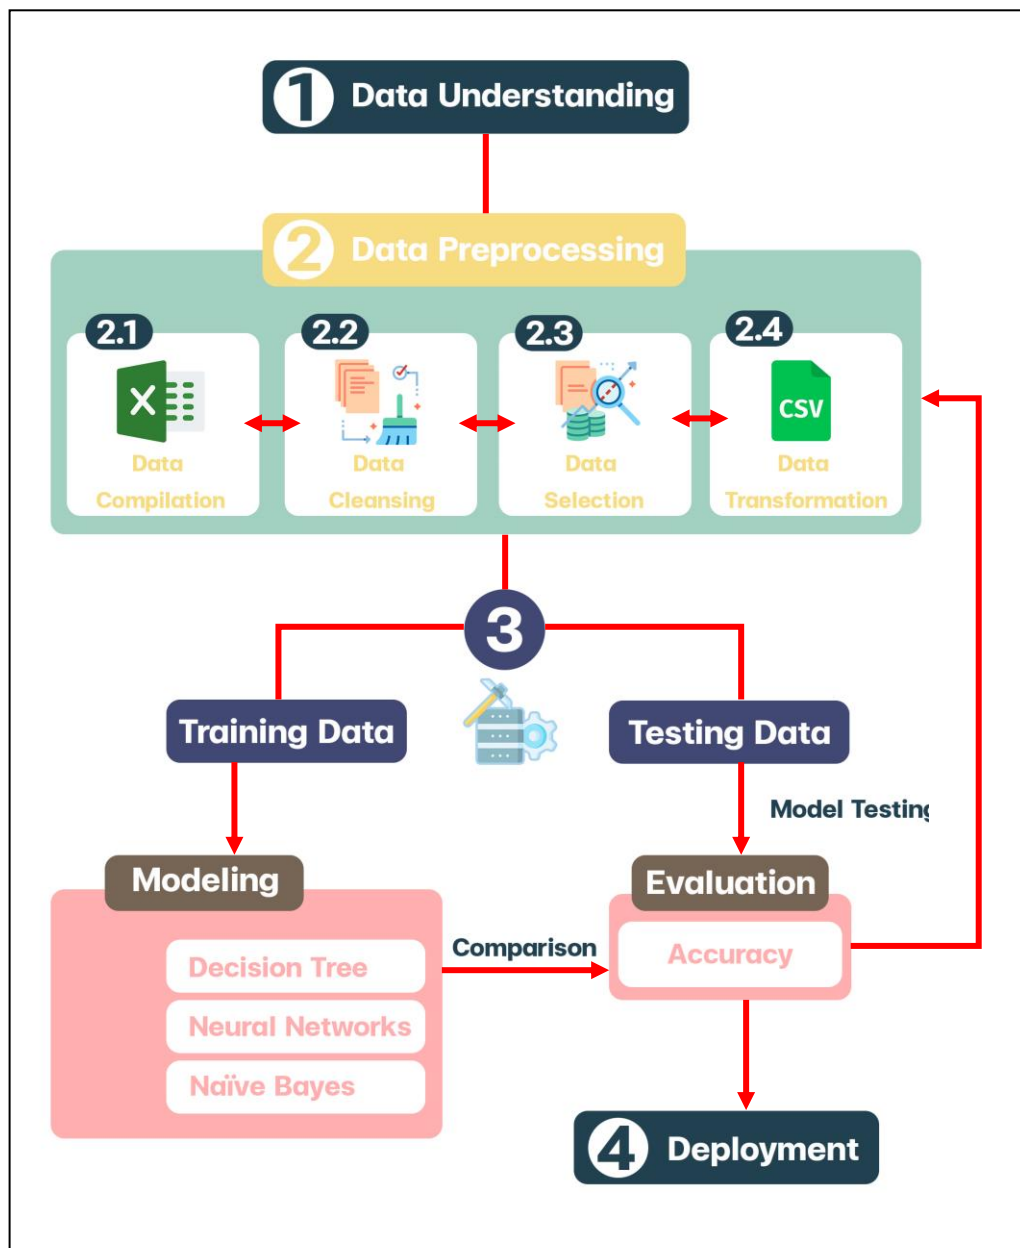 1 Data Understanding
2 Data Preprocessing
2.1
2.2
2.3
2.4
X
CSV
Data
Compilation
Data
Cleansing
Data
Selection
Data
Transformation
3
Training Data
Testing Data
Model Testing
Modeling
Evaluation
Decision Tree
Neural Networks
Naïve Bayes
Comparison
Accuracy
4 Deployment